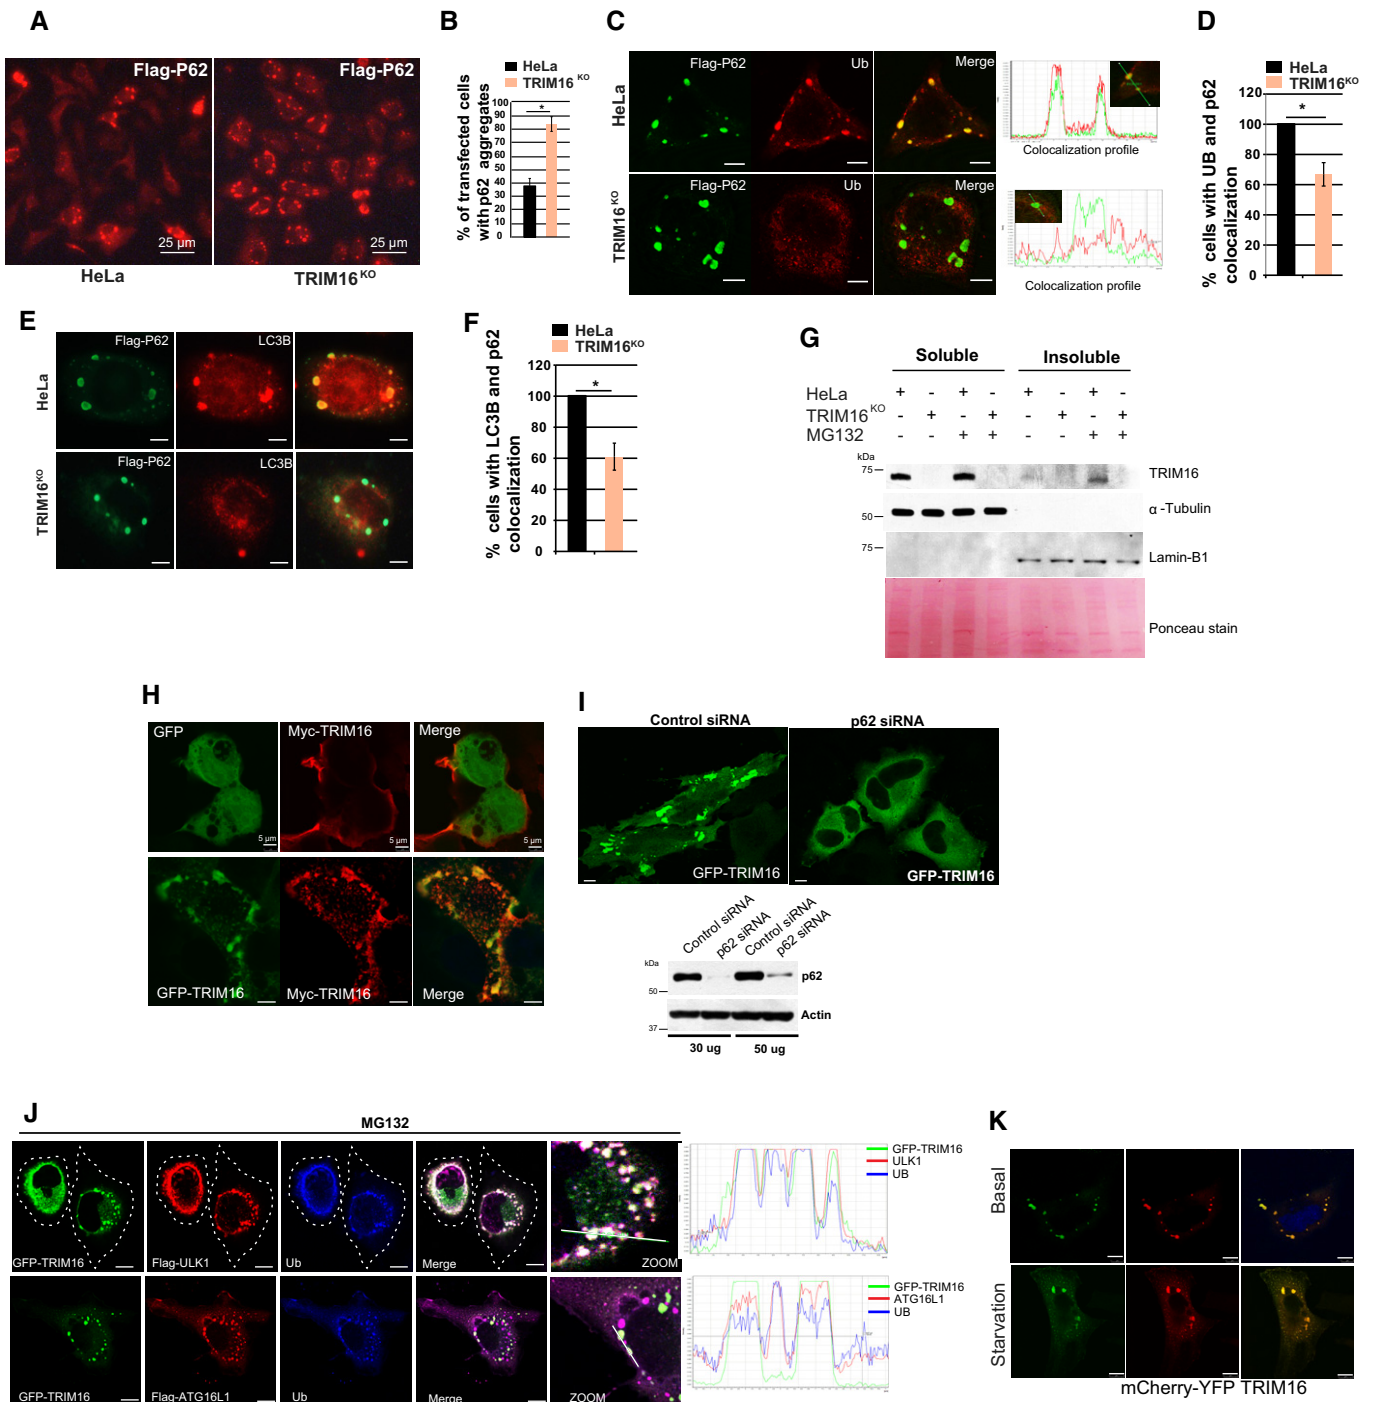 A
Flag-P62
Flag-P62
25 µm
25 µm
HeLa
TRIM16KO
B
HeLa
TRIM16 KO
% of transfected cells
with p62 aggregates
100
90
80
70
60
50
40
30
20
10
0
*
C
HeLa
Flag-P62
Ub
Merge
Colocalization profile
TRIM16 KO
Flag-P62
Ub
Merge
Colocalization profile
D
HeLa
TRIM16KO
% cells with UB and p62
colocalization
120
100
80
60
40
20
0
*
E
HeLa
Flag-P62
LC3B
TRIM16KO
Flag-P62
LC3B
F
HeLa
TRIM16KO
% cells with LC3B and p62
colocalization
120
100
80
60
40
20
0
*
G
Soluble
Insoluble
HeLa + - + - + - + -
TRIM16 KO - + - + - + - +
MG132 - - + + - - + +
kDa
75
TRIM16
50
α -Tubulin
75
Lamin-B1
Ponceau stain
H
GFP
Myc-TRIM16
Merge
5 µm
5 µm
5 µm
GFP-TRIM16
Myc-TRIM16
Merge
I
Control siRNA
p62 siRNA
GFP-TRIM16
GFP-TRIM16
Control siRNA
p62 siRNA
Control siRNA
p62 siRNA
kDa
50
p62
37
Actin
30 ug
50 ug
J
MG132
GFP-TRIM16
Flag-ULK1
Ub
Merge
ZOOM
GFP-TRIM16
ULK1
UB
GFP-TRIM16
Flag-ATG16L1
Ub
Merge
ZOOM
GFP-TRIM16
ATG16L1
UB
K
Basal
Starvation
mCherry-YFP TRIM16